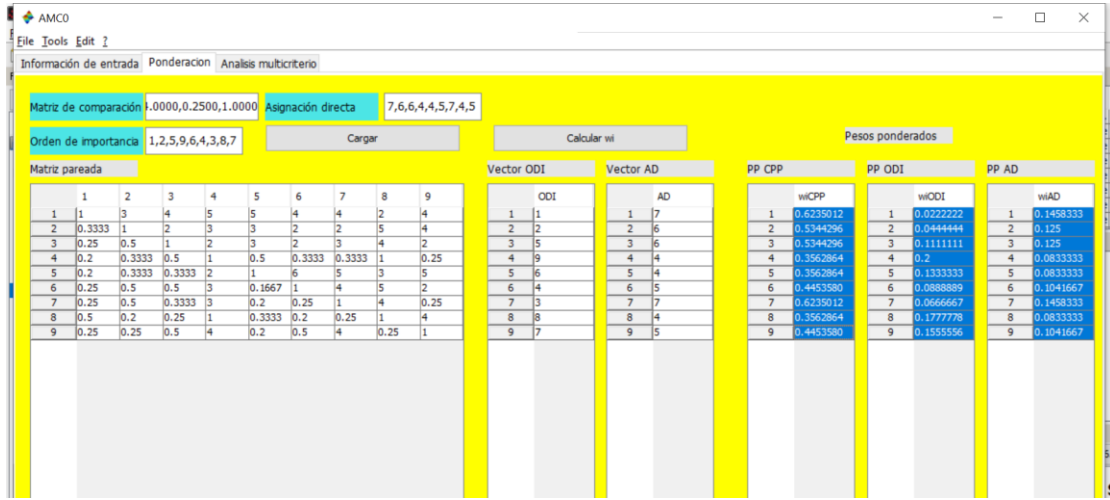 AMC0
File Tools Edit ?
Información de entrada Ponderacion Analisis multicriterio
Matriz de comparación .0000,0.2500,1.0000 Asignación directa 7,6,6,4,4,5,7,4,5
Orden de importancia 1,2,5,9,6,4,3,8,7 Cargar Calcular wi Pesos ponderados
Matriz pareada Vector ODI Vector AD PP CPP PP ODI PP AD
1 2 3 4 5 6 7 8 9 ODI AD wiCPP wiODI wiAD
1 1 3 4 5 5 4 4 2 4 1 1 1 7 1 0.6235012 1 0.0222222 1 0.1458333
2 0.3333 1 2 3 3 2 2 5 4 2 2 2 6 2 0.5344296 2 0.0444444 2 0.125
3 0.25 0.5 1 2 3 2 3 4 2 3 5 3 6 3 0.5344296 3 0.1111111 3 0.125
4 0.2 0.3333 0.5 1 0.5 0.3333 0.3333 1 0.25 4 9 4 4 4 0.3562864 4 0.2 4 0.0833333
5 0.2 0.3333 0.3333 2 1 6 5 3 5 5 6 5 4 5 0.3562864 5 0.1333333 5 0.0833333
6 0.25 0.5 0.5 3 0.1667 1 4 5 2 6 4 6 5 6 0.4453580 6 0.0888889 6 0.1041667
7 0.25 0.5 0.3333 3 0.2 0.25 1 4 0.25 7 3 7 7 7 0.6235012 7 0.0666667 7 0.1458333
8 0.5 0.2 0.25 1 0.3333 0.2 0.25 1 4 8 8 8 4 8 0.3562864 8 0.1777778 8 0.0833333
9 0.25 0.25 0.5 4 0.2 0.5 4 0.25 1 9 7 9 5 9 0.4453580 9 0.1555556 9 0.1041667